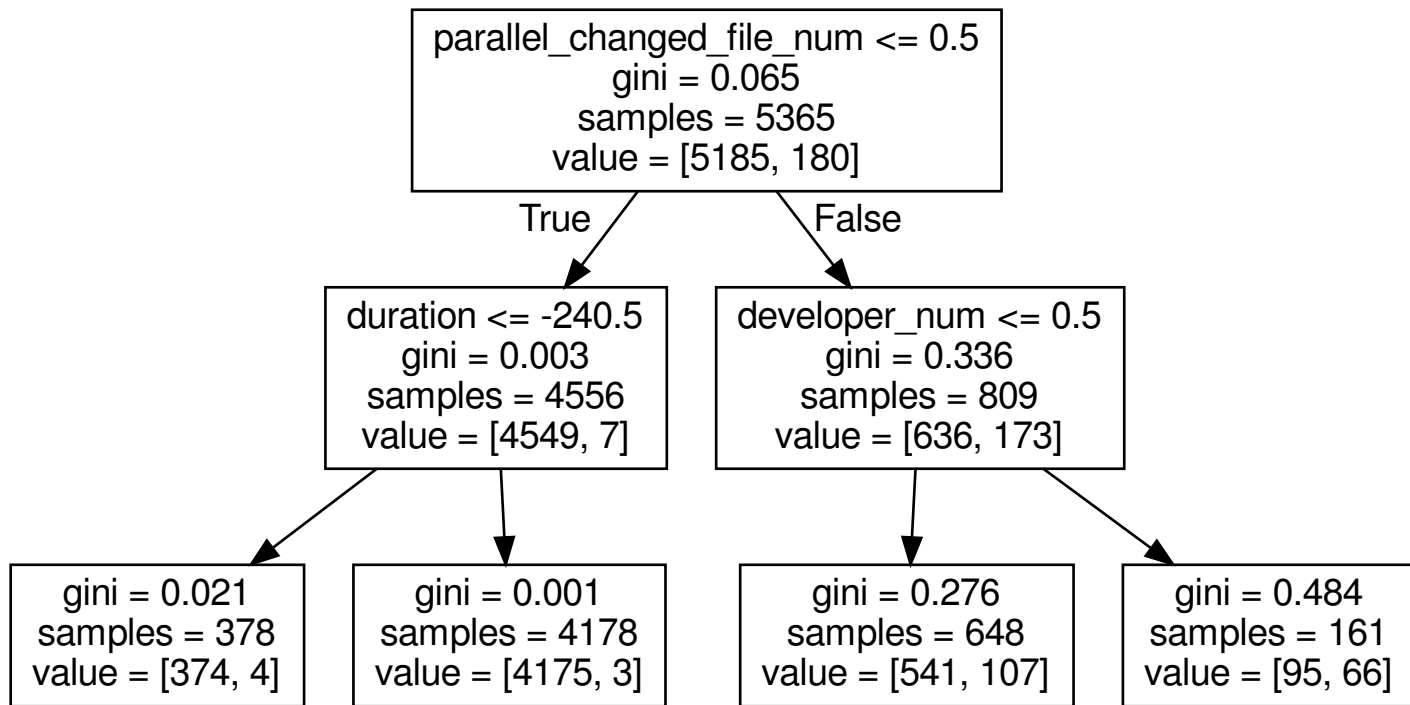 parallel_changed_file_num <= 0.5
gini = 0.065
samples = 5365
value = [5185, 180]
True
False
duration <= -240.5
gini = 0.003
samples = 4556
value = [4549, 7]
developer_num <= 0.5
gini = 0.336
samples = 809
value = [636, 173]
gini = 0.021
samples = 378
value = [374, 4]
gini = 0.001
samples = 4178
value = [4175, 3]
gini = 0.276
samples = 648
value = [541, 107]
gini = 0.484
samples = 161
value = [95, 66]